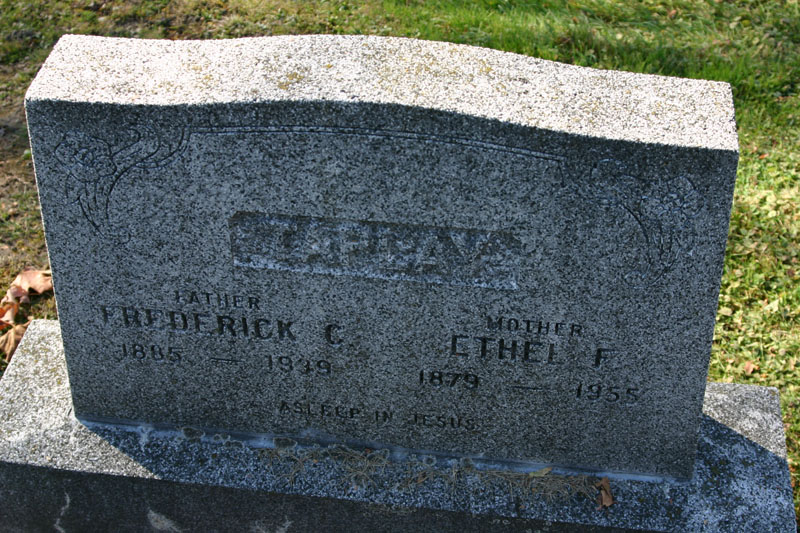 FATHER
FREDERICK C.
1885 — 1939
MOTHER
ETHEL F.
1879 — 1955
ASLEEP IN JESUS